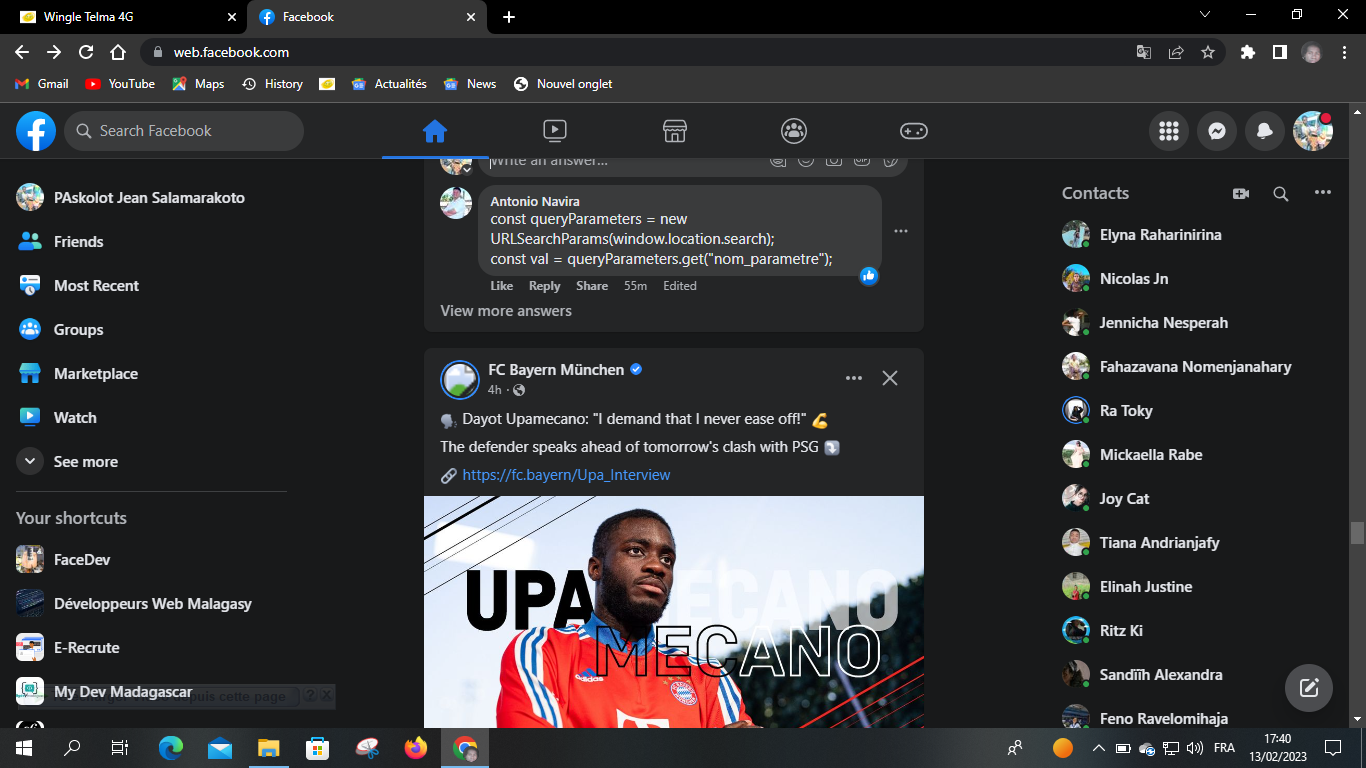 Wingle Telma 4G
Facebook
web.facebook.com
Gmail
YouTube
Maps
History
Actualités
News
Nouvel onglet
Search Facebook
PAskolot Jean Salamarakoto
Friends
Most Recent
Groups
Marketplace
Watch
See more
Your shortcuts
FaceDev
Développeurs Web Malagasy
E-Recrute
My Dev Madagascar
puis cette page
Write an answer...
Antonio Navira
const queryParameters = new
URLSearchParams(window.location.search);
const val = queryParameters.get("nom_parametre");
Like Reply Share 55m Edited
View more answers
FC Bayern München
4h ·
Dayot Upamecano: "I demand that I never ease off!"
The defender speaks ahead of tomorrow's clash with PSG
https://fc.bayern/Upa_Interview
UPAMECANO
MECANO
adidas
Contacts
Elyna Raharinirina
Nicolas Jn
Jennicha Nesperah
Fahazavana Nomenjanahary
Ra Toky
Mickaella Rabe
Joy Cat
Tiana Andrianjafy
Elinah Justine
Ritz Ki
Sandïïh Alexandra
Feno Ravelomihaja
FRA
17:40
13/02/2023